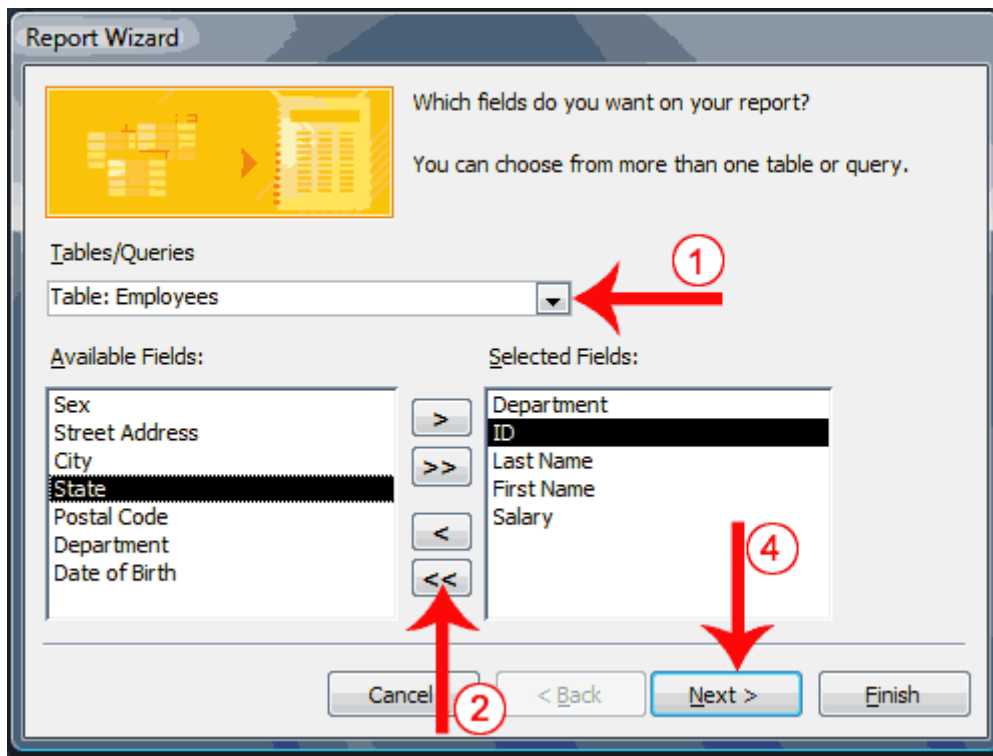 Report Wizard
Which fields do you want on your report?
You can choose from more than one table or query.
Tables/Queries
1
Table: Employees
Available Fields:
Selected Fields:
Sex
Street Address
City
State
Postal Code
Department
Date of Birth
>
>>
<
<<
Department
ID
Last Name
First Name
Salary
4
2
Cancel
< Back
Next >
Finish